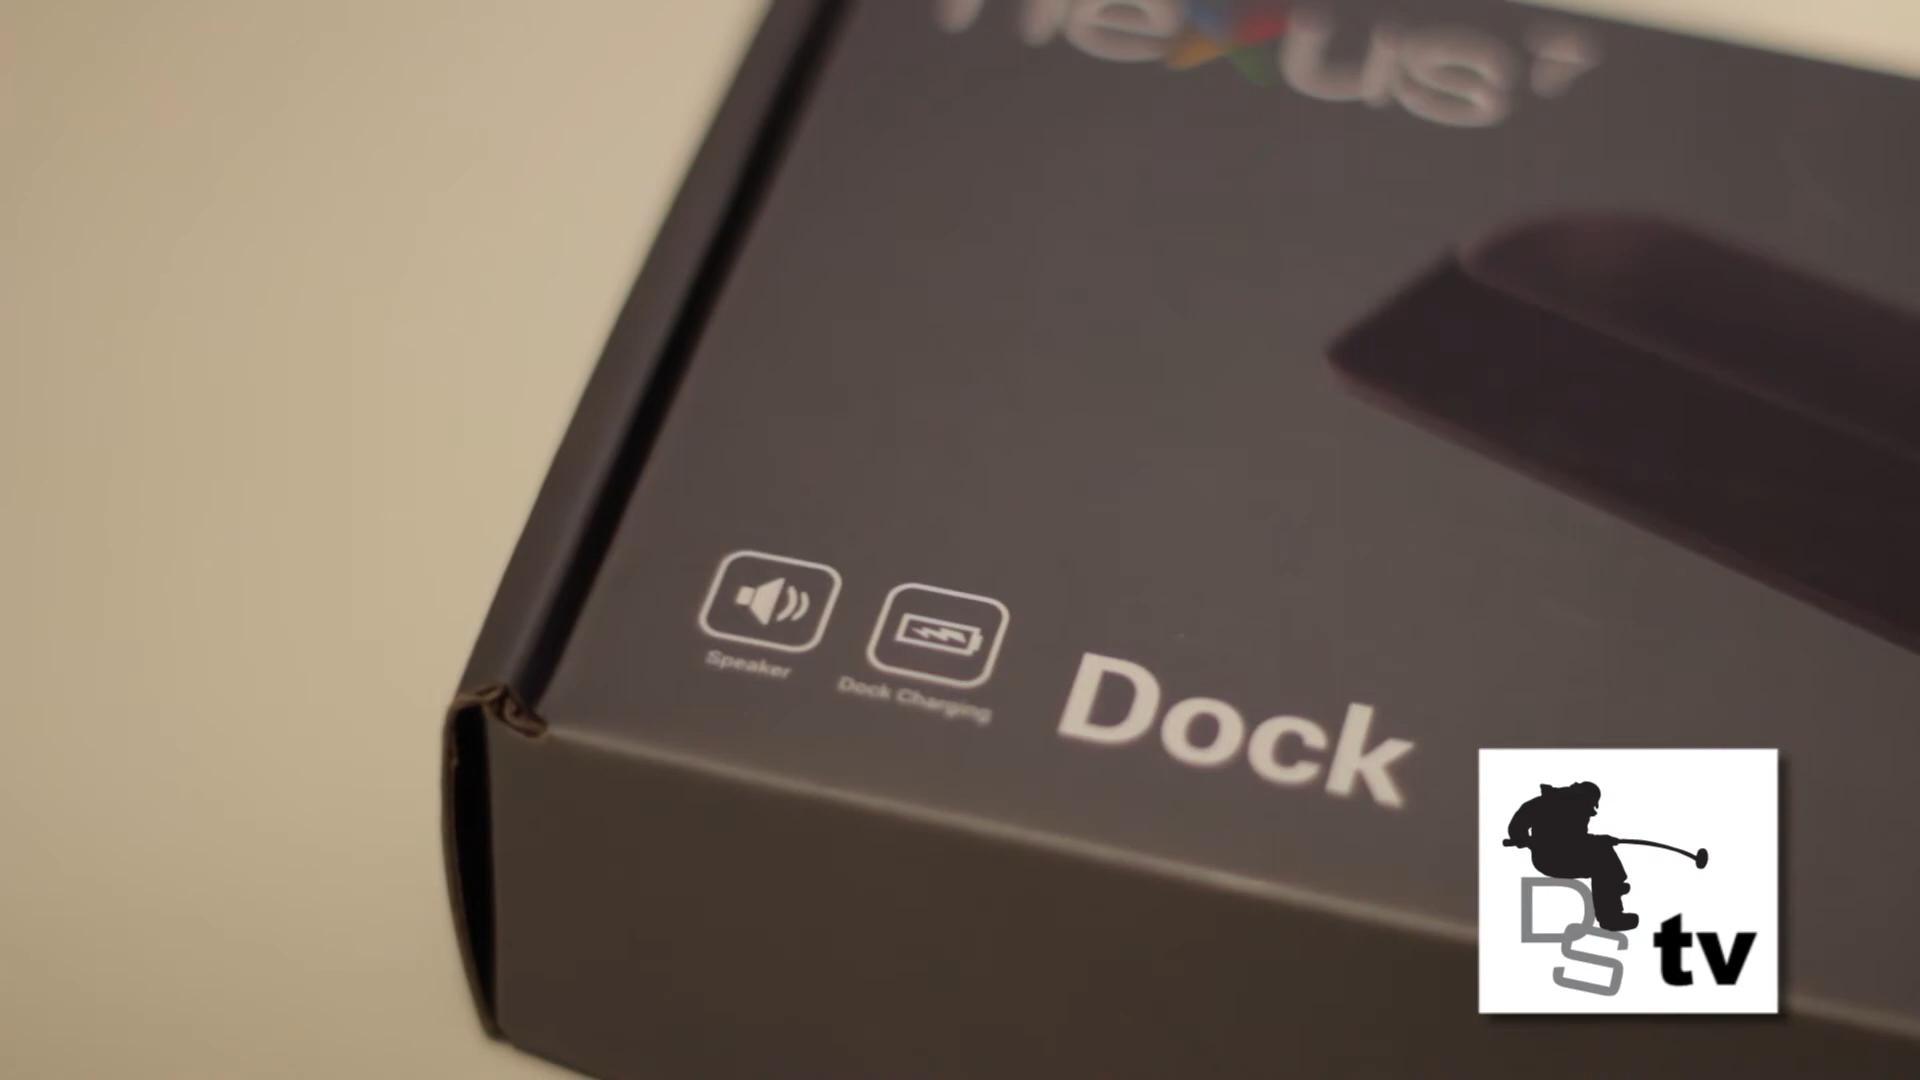 nexus
Speaker
Dock Charging
Dock
DS tv